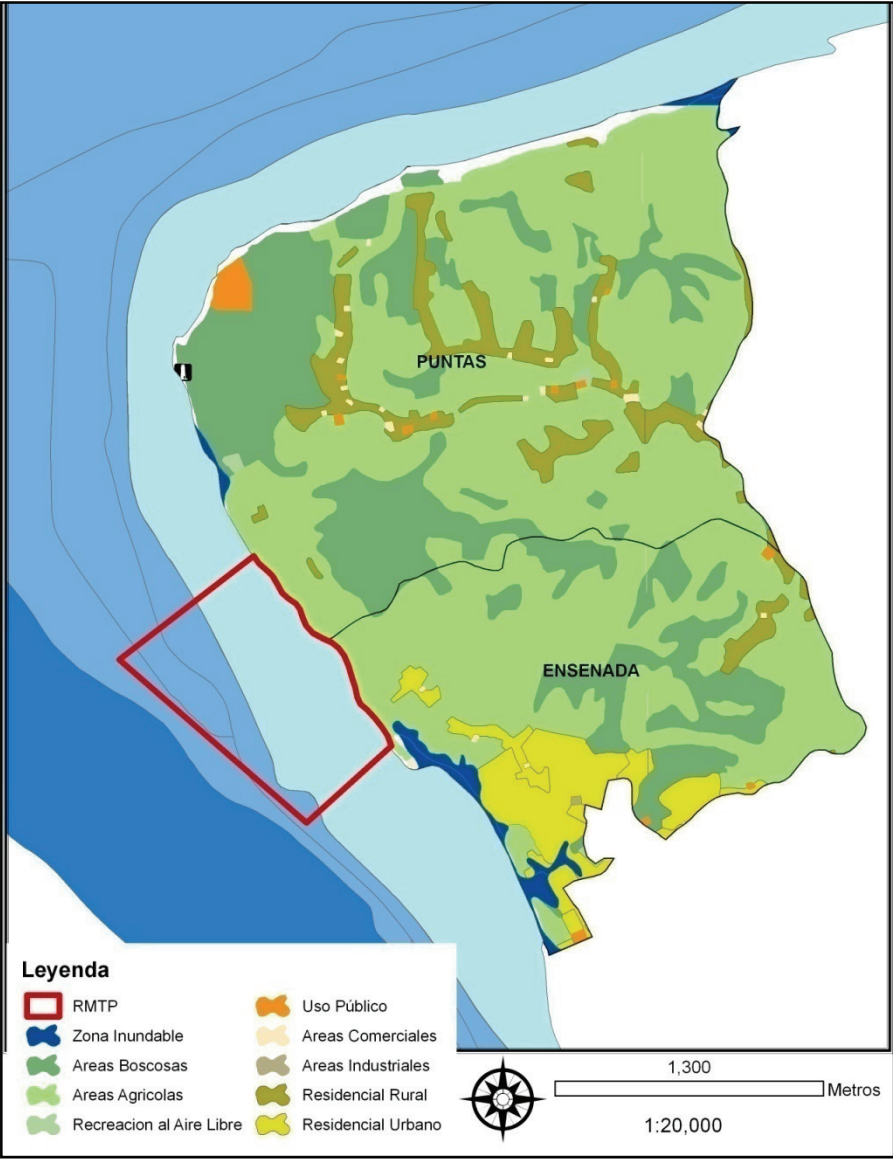 PUNTAS
ENSENADA
Leyenda
RMTP
Zona Inundable
Areas Boscosas
Areas Agricolas
Recreacion al Aire Libre
Uso Público
Areas Comerciales
Areas Industriales
Residencial Rural
Residencial Urbano
1,300
Metros
1:20,000